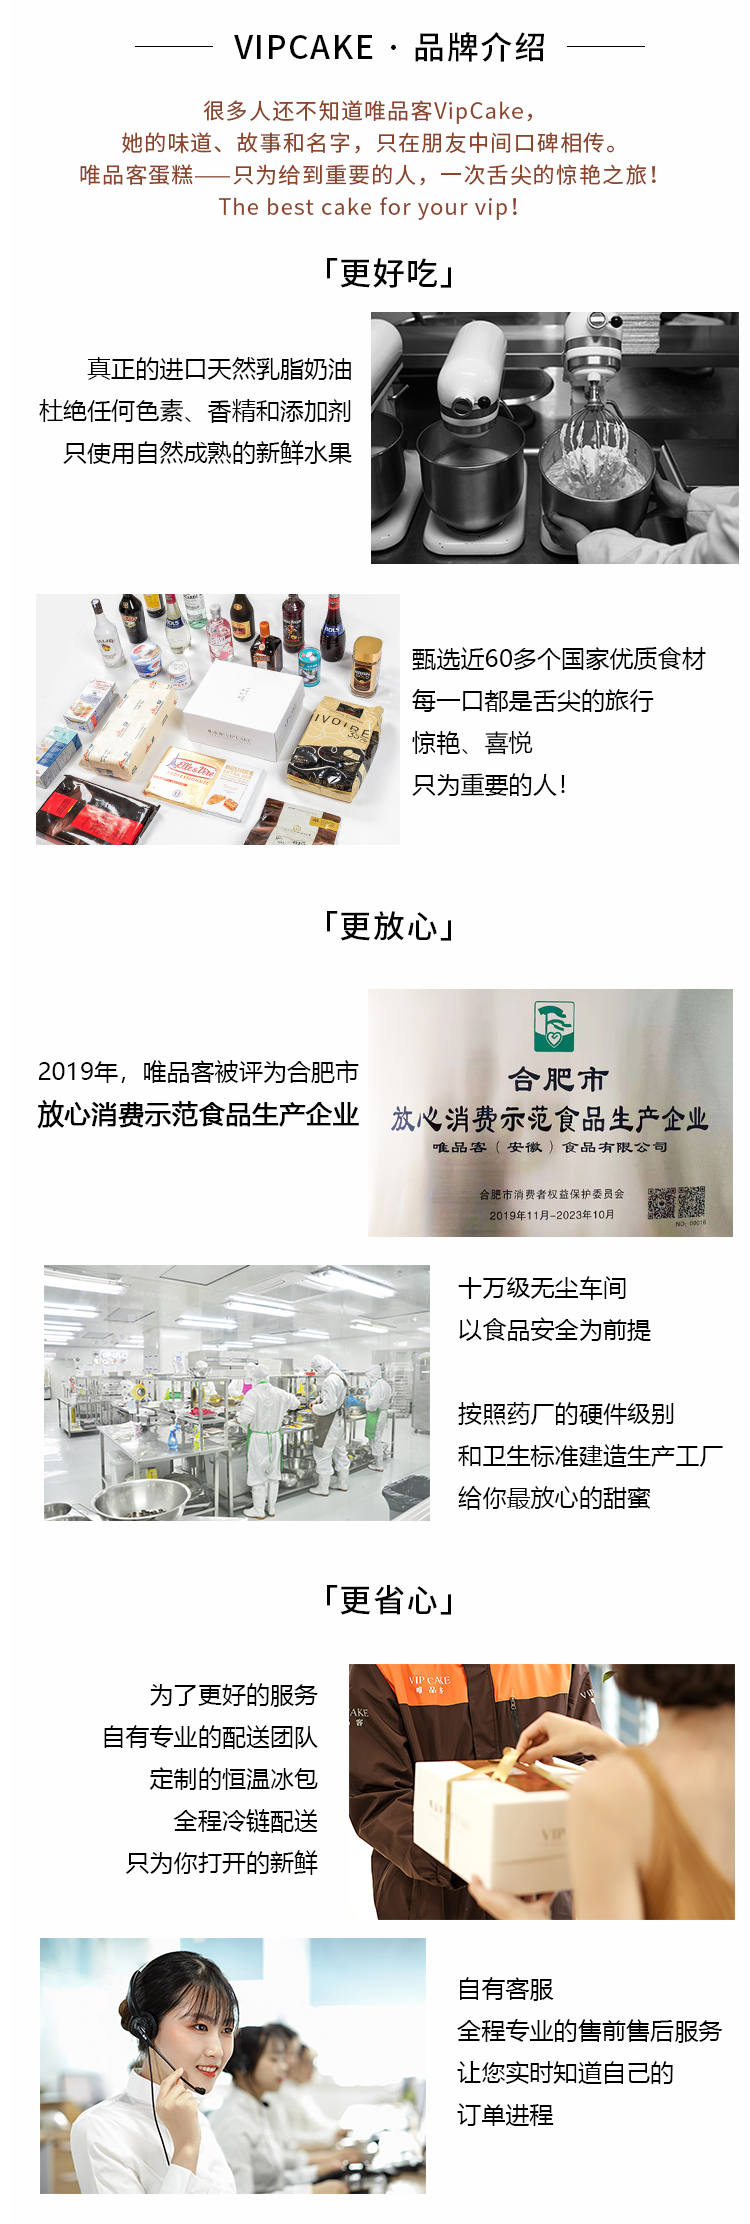 VIPCAKE · 品牌介绍
很多人还不知道唯品客VipCake，
她的味道、故事和名字，只在朋友中间口碑相传。
唯品客蛋糕——只为给到重要的人，一次舌尖的惊艳之旅！
The best cake for your vip！
「更好吃」
真正的进口天然乳脂奶油
杜绝任何色素、香精和添加剂
只使用自然成熟的新鲜水果
IVOIRE
35%
Elle&Vire
BOLS
甄选近60多个国家优质食材
每一口都是舌尖的旅行
惊艳、喜悦
只为重要的人！
「更放心」
2019年，唯品客被评为合肥市
放心消费示范食品生产企业
合肥市
放心消费示范食品生产企业
唯品客（安徽）食品有限公司
合肥市消费者权益保护委员会
2019年11月-2023年10月
NO：00016
十万级无尘车间
以食品安全为前提
按照药厂的硬件级别
和卫生标准建造生产工厂
给你最放心的甜蜜
「更省心」
为了更好的服务
自有专业的配送团队
定制的恒温冰包
全程冷链配送
只为你打开的新鲜
VIP CAKE
唯品客
AKE
客
VIP
VIP
自有客服
全程专业的售前售后服务
让您实时知道自己的
订单进程